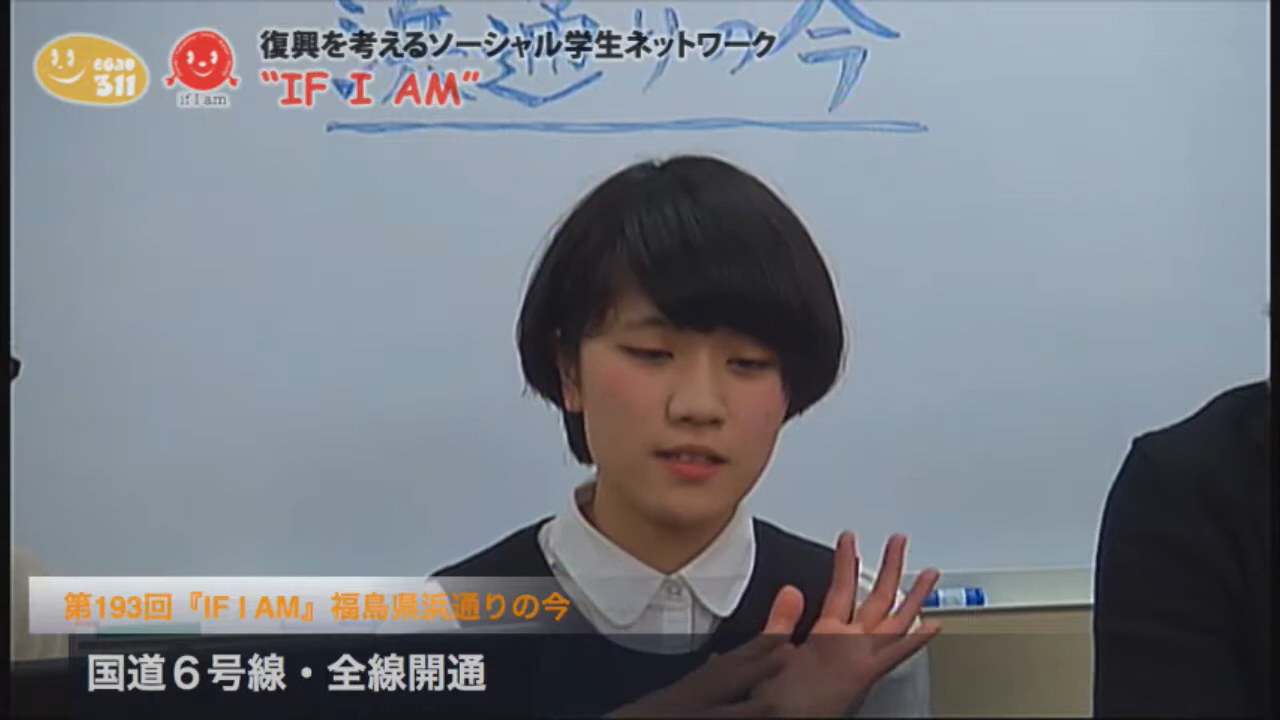 浜通りの今
復興を考えるソーシャル学生ネットワーク
"IF I AM"
egao
311
if I am
第193回『IF I AM』福島県浜通りの今
国道6号線・全線開通